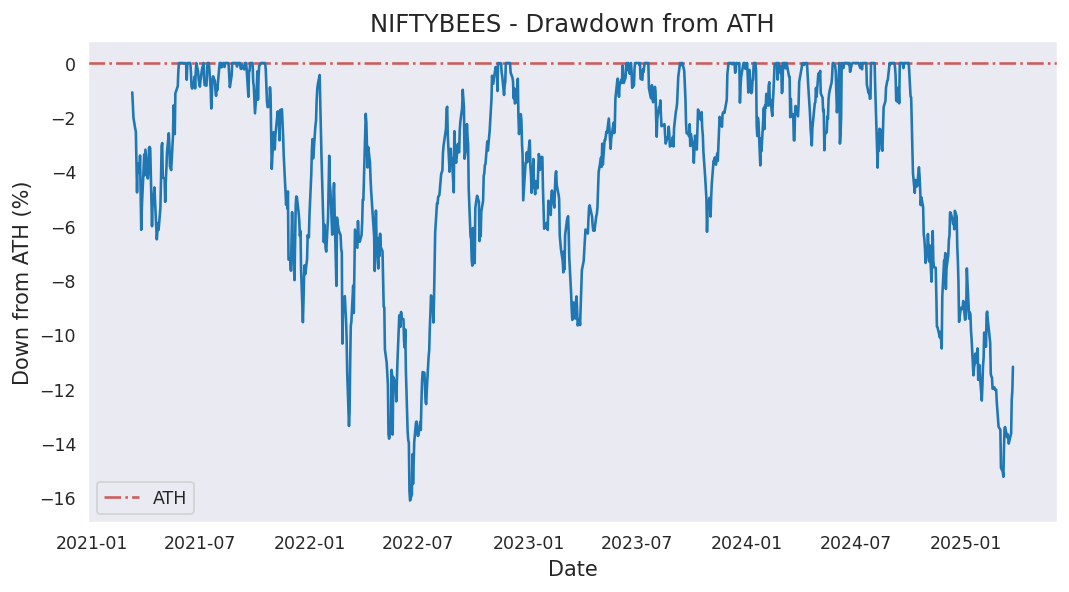 NIFTYBEES - Drawdown from ATH
Down from ATH (%)
0
−2
−4
−6
−8
−10
−12
−14
−16
ATH
2021-01 2021-07 2022-01 2022-07 2023-01 2023-07 2024-01 2024-07 2025-01
Date